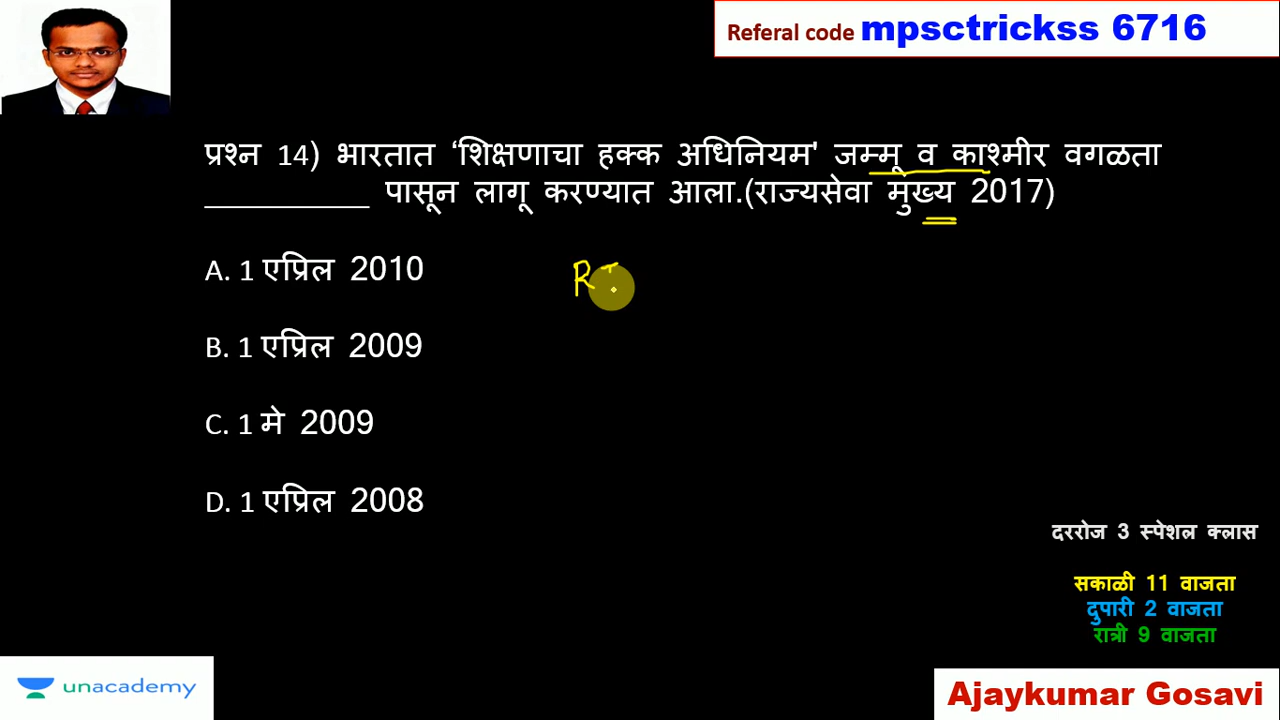 Referal code mpsctrickss 6716
प्रश्न 14) भारतात ‘शिक्षणाचा हक्क अधिनियम' जम्मू व काश्मीर वगळता
__________ पासून लागू करण्यात आला.(राज्यसेवा मुख्य 2017)
A. 1 एप्रिल 2010
B. 1 एप्रिल 2009
C. 1 मे 2009
D. 1 एप्रिल 2008
दररोज 3 स्पेशल क्लास
सकाळी 11 वाजता
दुपारी 2 वाजता
रात्री 9 वाजता
unacademy
Ajaykumar Gosavi